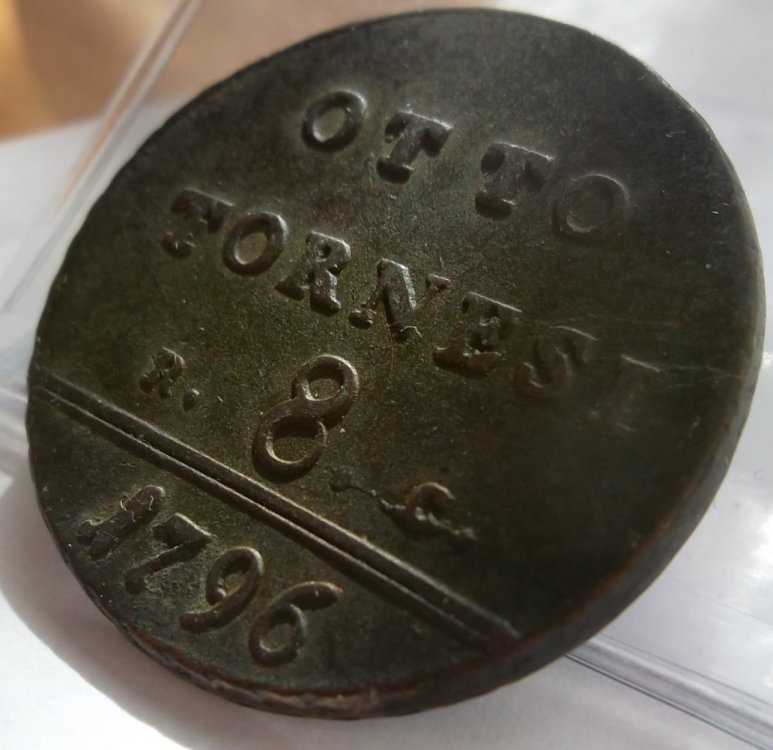 OTTO
TORNESI
R. 8. C
1796